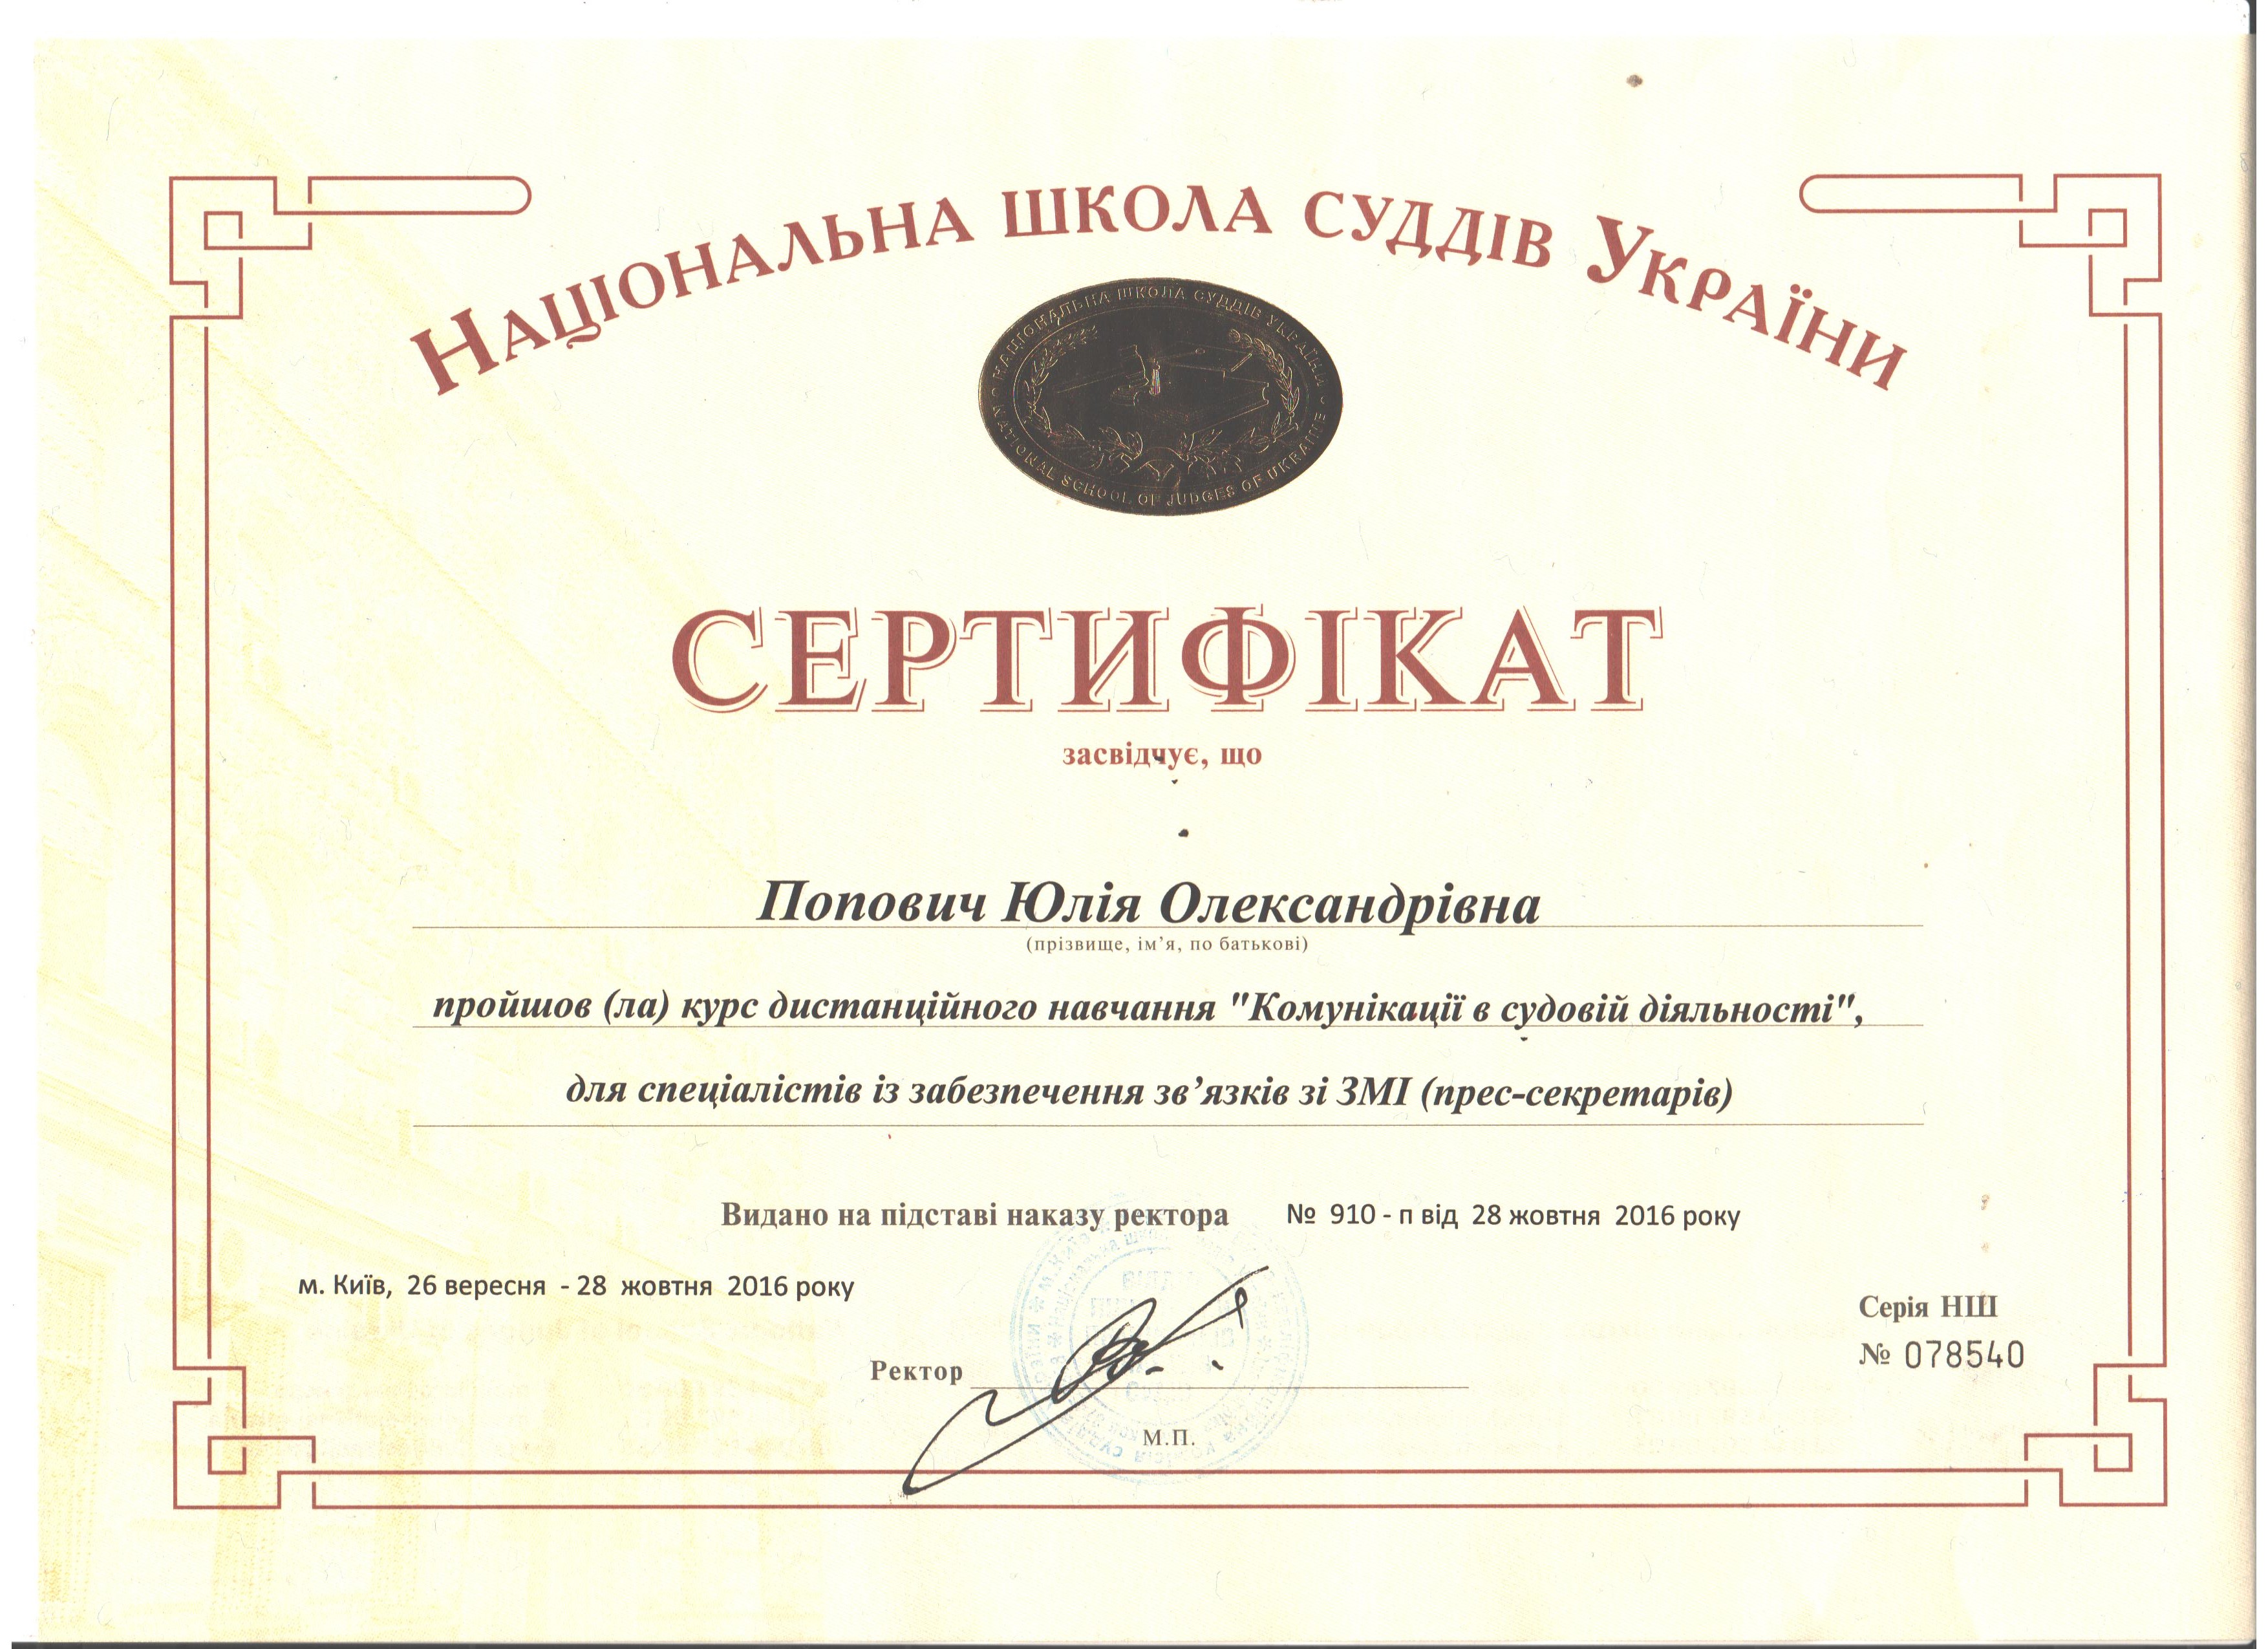 Національна школа суддів України
НАЦІОНАЛЬНА ШКОЛА СУДДІВ УКРАЇНИ
NATIONAL SCHOOL OF JUDGES OF UKRAINE
СЕРТИФІКАТ
засвідчує, що
Попович Юлія Олександрівна
(прізвище, ім’я, по батькові)
пройшов (ла) курс дистанційного навчання "Комунікації в судовій діяльності",
для спеціалістів із забезпечення зв’язків зі ЗМІ (прес-секретарів)
Видано на підставі наказу ректора № 910 - п від 28 жовтня 2016 року
м. Київ, 26 вересня - 28 жовтня 2016 року
Серія НШ
№ 078540
Ректор
М.П.